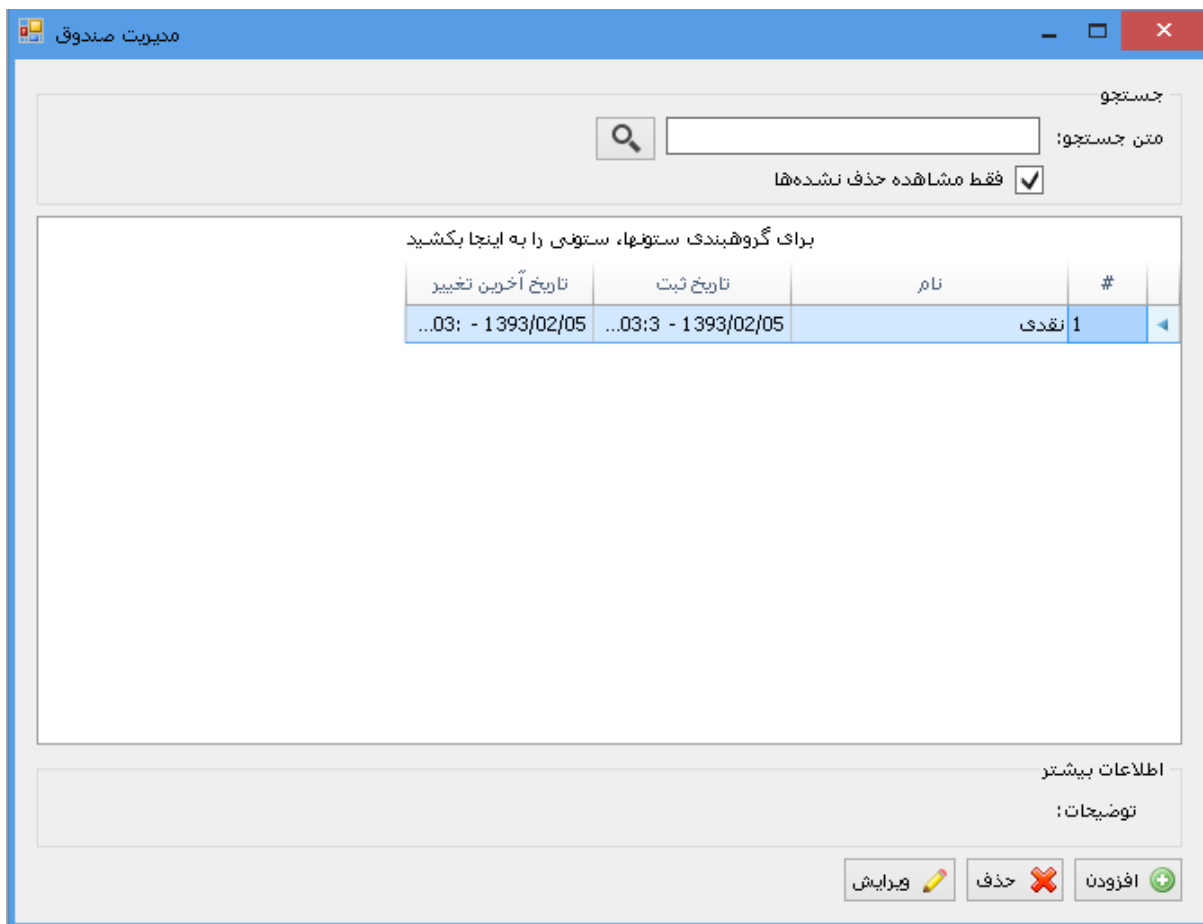 مدیریت صندوق
جستجو
متن جستجو:
فقط مشاهده حذف نشده‌ها
برای گروهبندی ستونها، ستونی را به اینجا بکشید
# نام تاریخ ثبت تاریخ آخرین تغییر
1 نقدی 1393/02/05 - 03:3... 1393/02/05 - 03:...
اطلاعات بیشتر
توضیحات:
افزودن حذف ویرایش